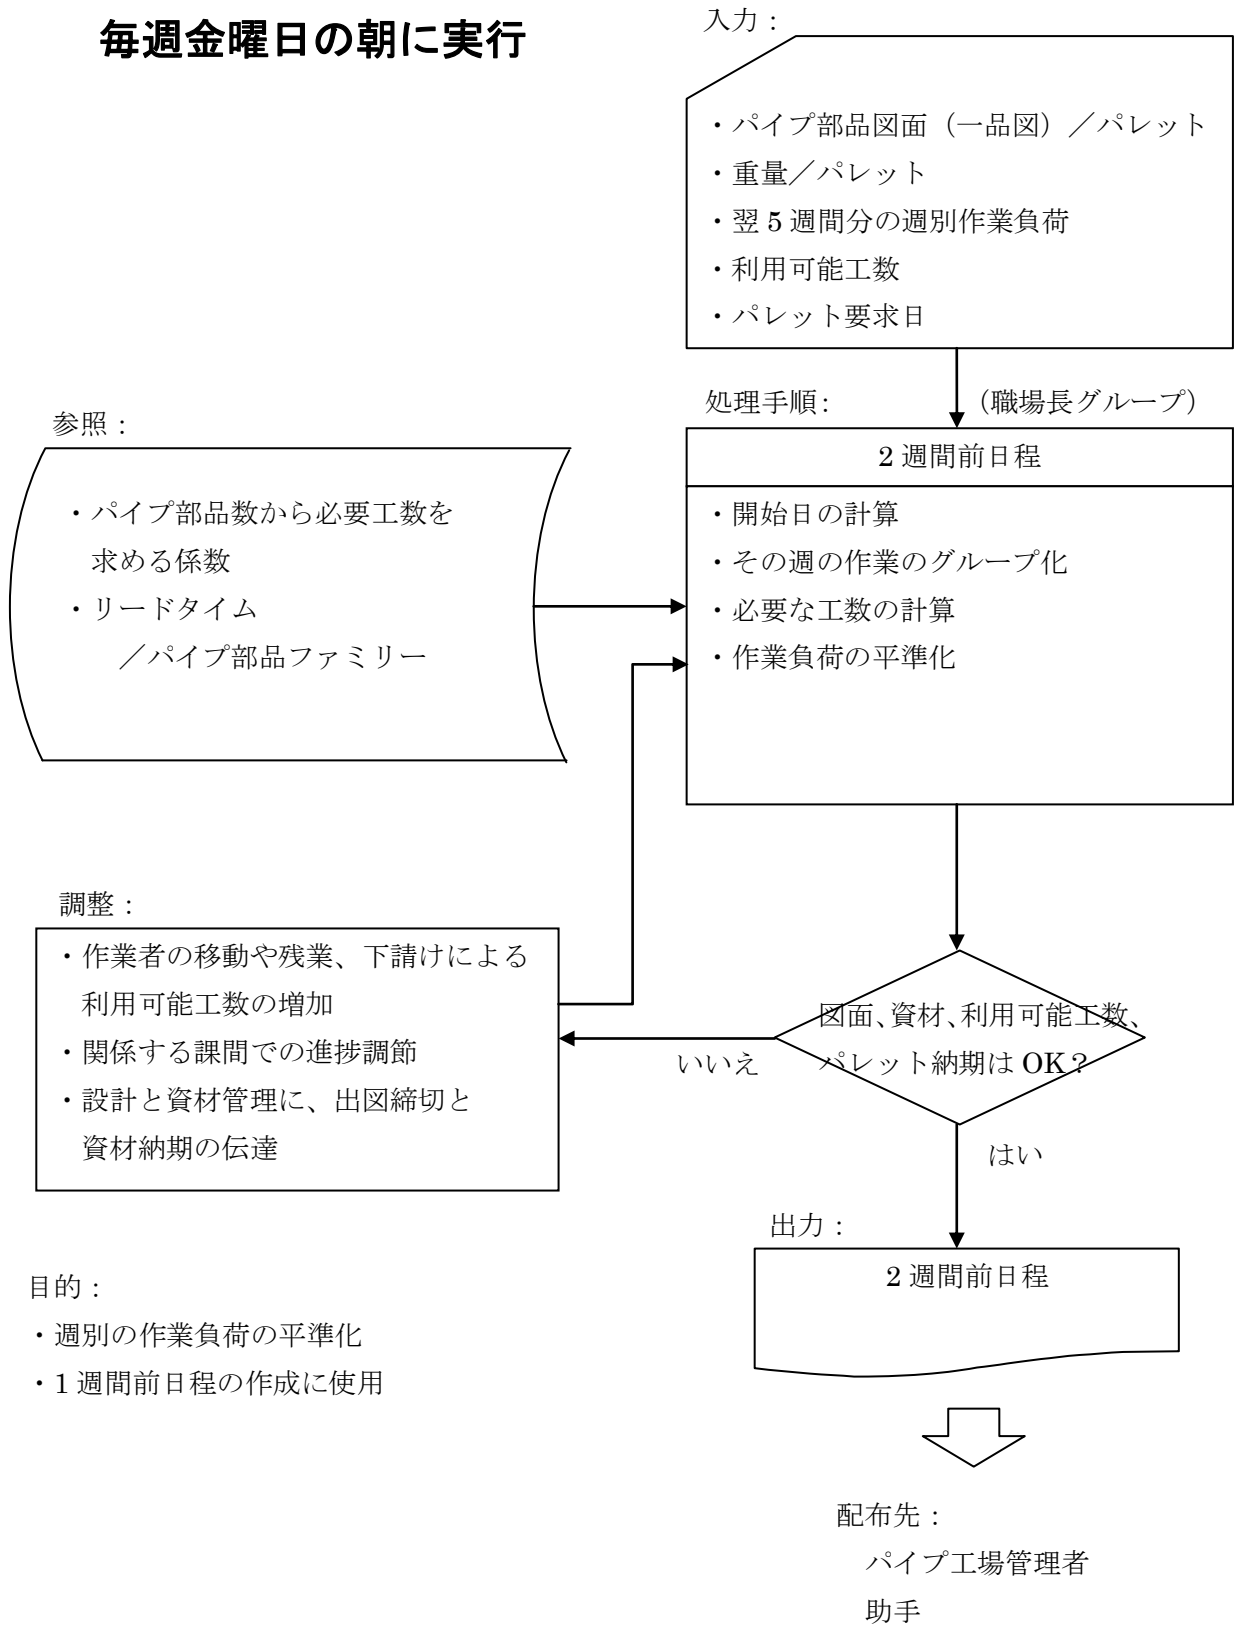 毎週金曜日の朝に実行
入力：
・パイプ部品図面（一品図）／パレット
・重量／パレット
・翌 5 週間分の週別作業負荷
・利用可能工数
・パレット要求日
処理手順：
（職場長グループ）
2 週間前日程
・開始日の計算
・その週の作業のグループ化
・必要な工数の計算
・作業負荷の平準化
参照：
・パイプ部品数から必要工数を
求める係数
・リードタイム
／パイプ部品ファミリー
調整：
・作業者の移動や残業、下請けによる
利用可能工数の増加
・関係する課間での進捗調節
・設計と資材管理に、出図締切と
資材納期の伝達
図面、資材、利用可能工数、
パレット納期は OK？
いいえ
はい
出力：
2 週間前日程
目的：
・週別の作業負荷の平準化
・1 週間前日程の作成に使用
配布先：
パイプ工場管理者
助手